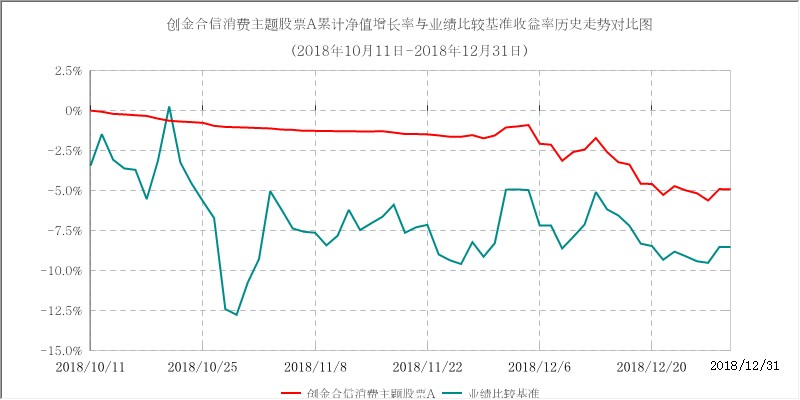 创金合信消费主题股票A累计净值增长率与业绩比较基准收益率历史走势对比图
(2018年10月11日-2018年12月31日)
2.5%
0%
-2.5%
-5.0%
-7.5%
-10.0%
-12.5%
-15.0%
2018/10/11 2018/10/25 2018/11/8 2018/11/22 2018/12/6 2018/12/20 2018/12/31
创金合信消费主题股票A 业绩比较基准